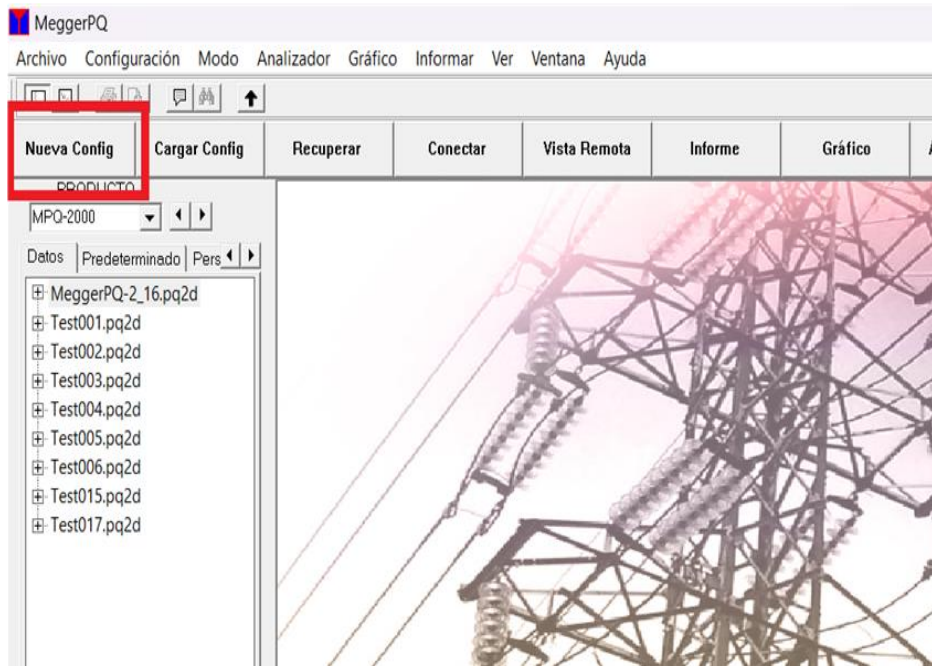 MeggerPQ
Archivo Configuración Modo Analizador Gráfico Informar Ver Ventana Ayuda
Nueva Config Cargar Config Recuperar Conectar Vista Remota Informe Gráfico
PRODUCTO
MPQ-2000
Datos Predeterminado Pers
MeggerPQ-2_16.pq2d
Test001.pq2d
Test002.pq2d
Test003.pq2d
Test004.pq2d
Test005.pq2d
Test006.pq2d
Test015.pq2d
Test017.pq2d